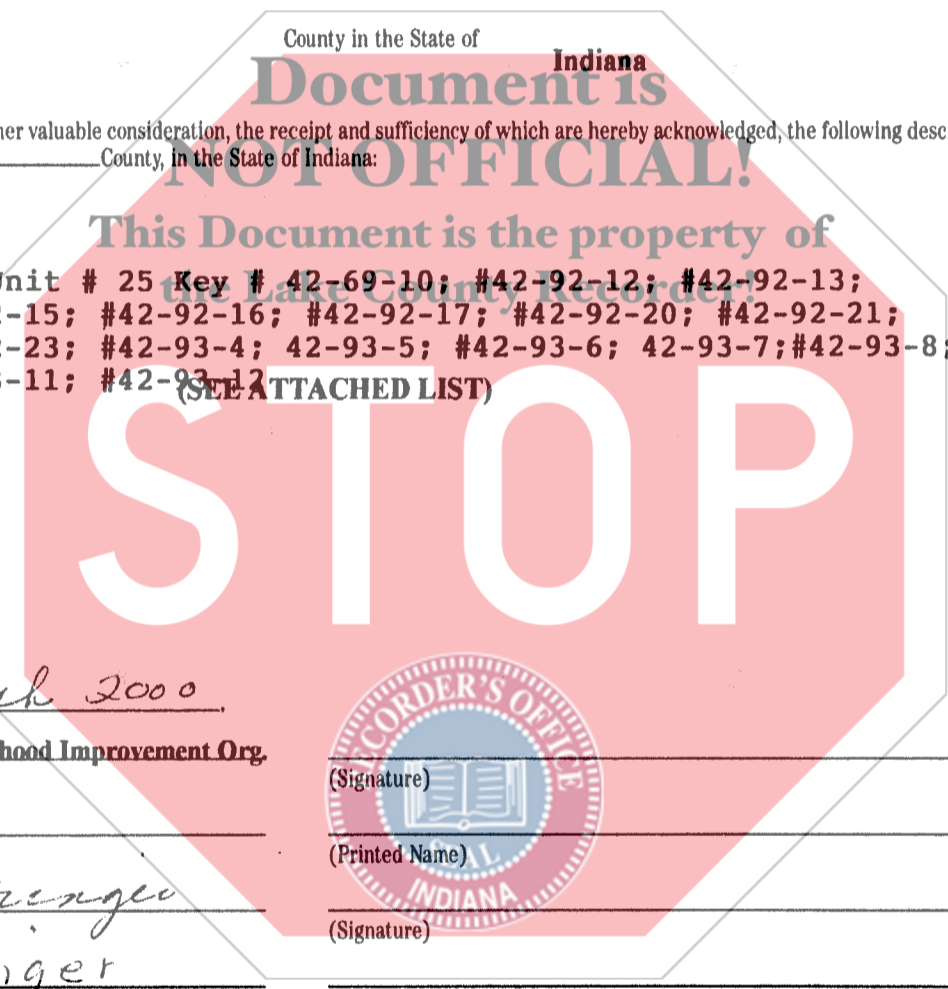 County in the State of
Indiana
Document is
valuable consideration, the receipt and sufficiency of which are hereby acknowledged, the following
County, in the State of Indiana:
NOT OFFICIAL!
This Document is the property of
the Lake County Recorder!
Unit # 25 Key # 42-69-10; #42-92-12; #42-92-13;
-15; #42-92-16; #42-92-17; #42-92-20; #42-92-21;
-23; #42-93-4; 42-93-5; #42-93-6; 42-93-7;#42-93-8;
-11; #42-93-12
(SEE ATTACHED LIST)
STOP
2000
hood Improvement Org.
RECORDER'S OFFICE
(Signature)
(Printed Name)
SEAL
INDIANA
(Signature)
nger